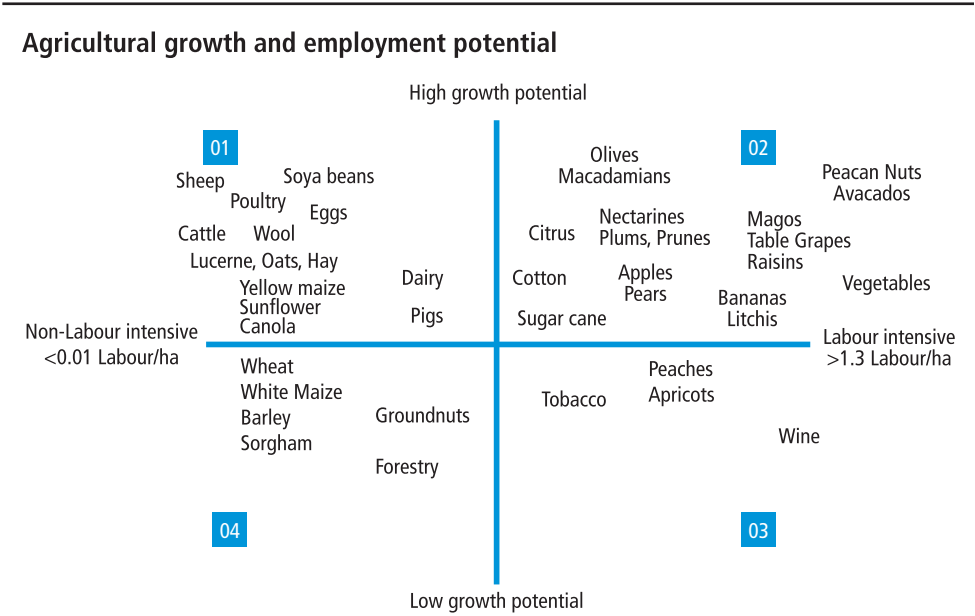 Agricultural growth and employment potential
High growth potential
01
Sheep
Soya beans
Poultry
Eggs
Cattle
Wool
Lucerne, Oats, Hay
Yellow maize
Sunflower
Canola
Dairy
Pigs
02
Olives
Macadamians
Peacan Nuts
Avacados
Citrus
Nectarines
Plums, Prunes
Magos
Table Grapes
Raisins
Cotton
Apples
Pears
Vegetables
Sugar cane
Bananas
Litchis
Non-Labour intensive
<0.01 Labour/ha
Labour intensive
>1.3 Labour/ha
Wheat
White Maize
Barley
Sorgham
Groundnuts
Forestry
04
Tobacco
Peaches
Apricots
Wine
03
Low growth potential